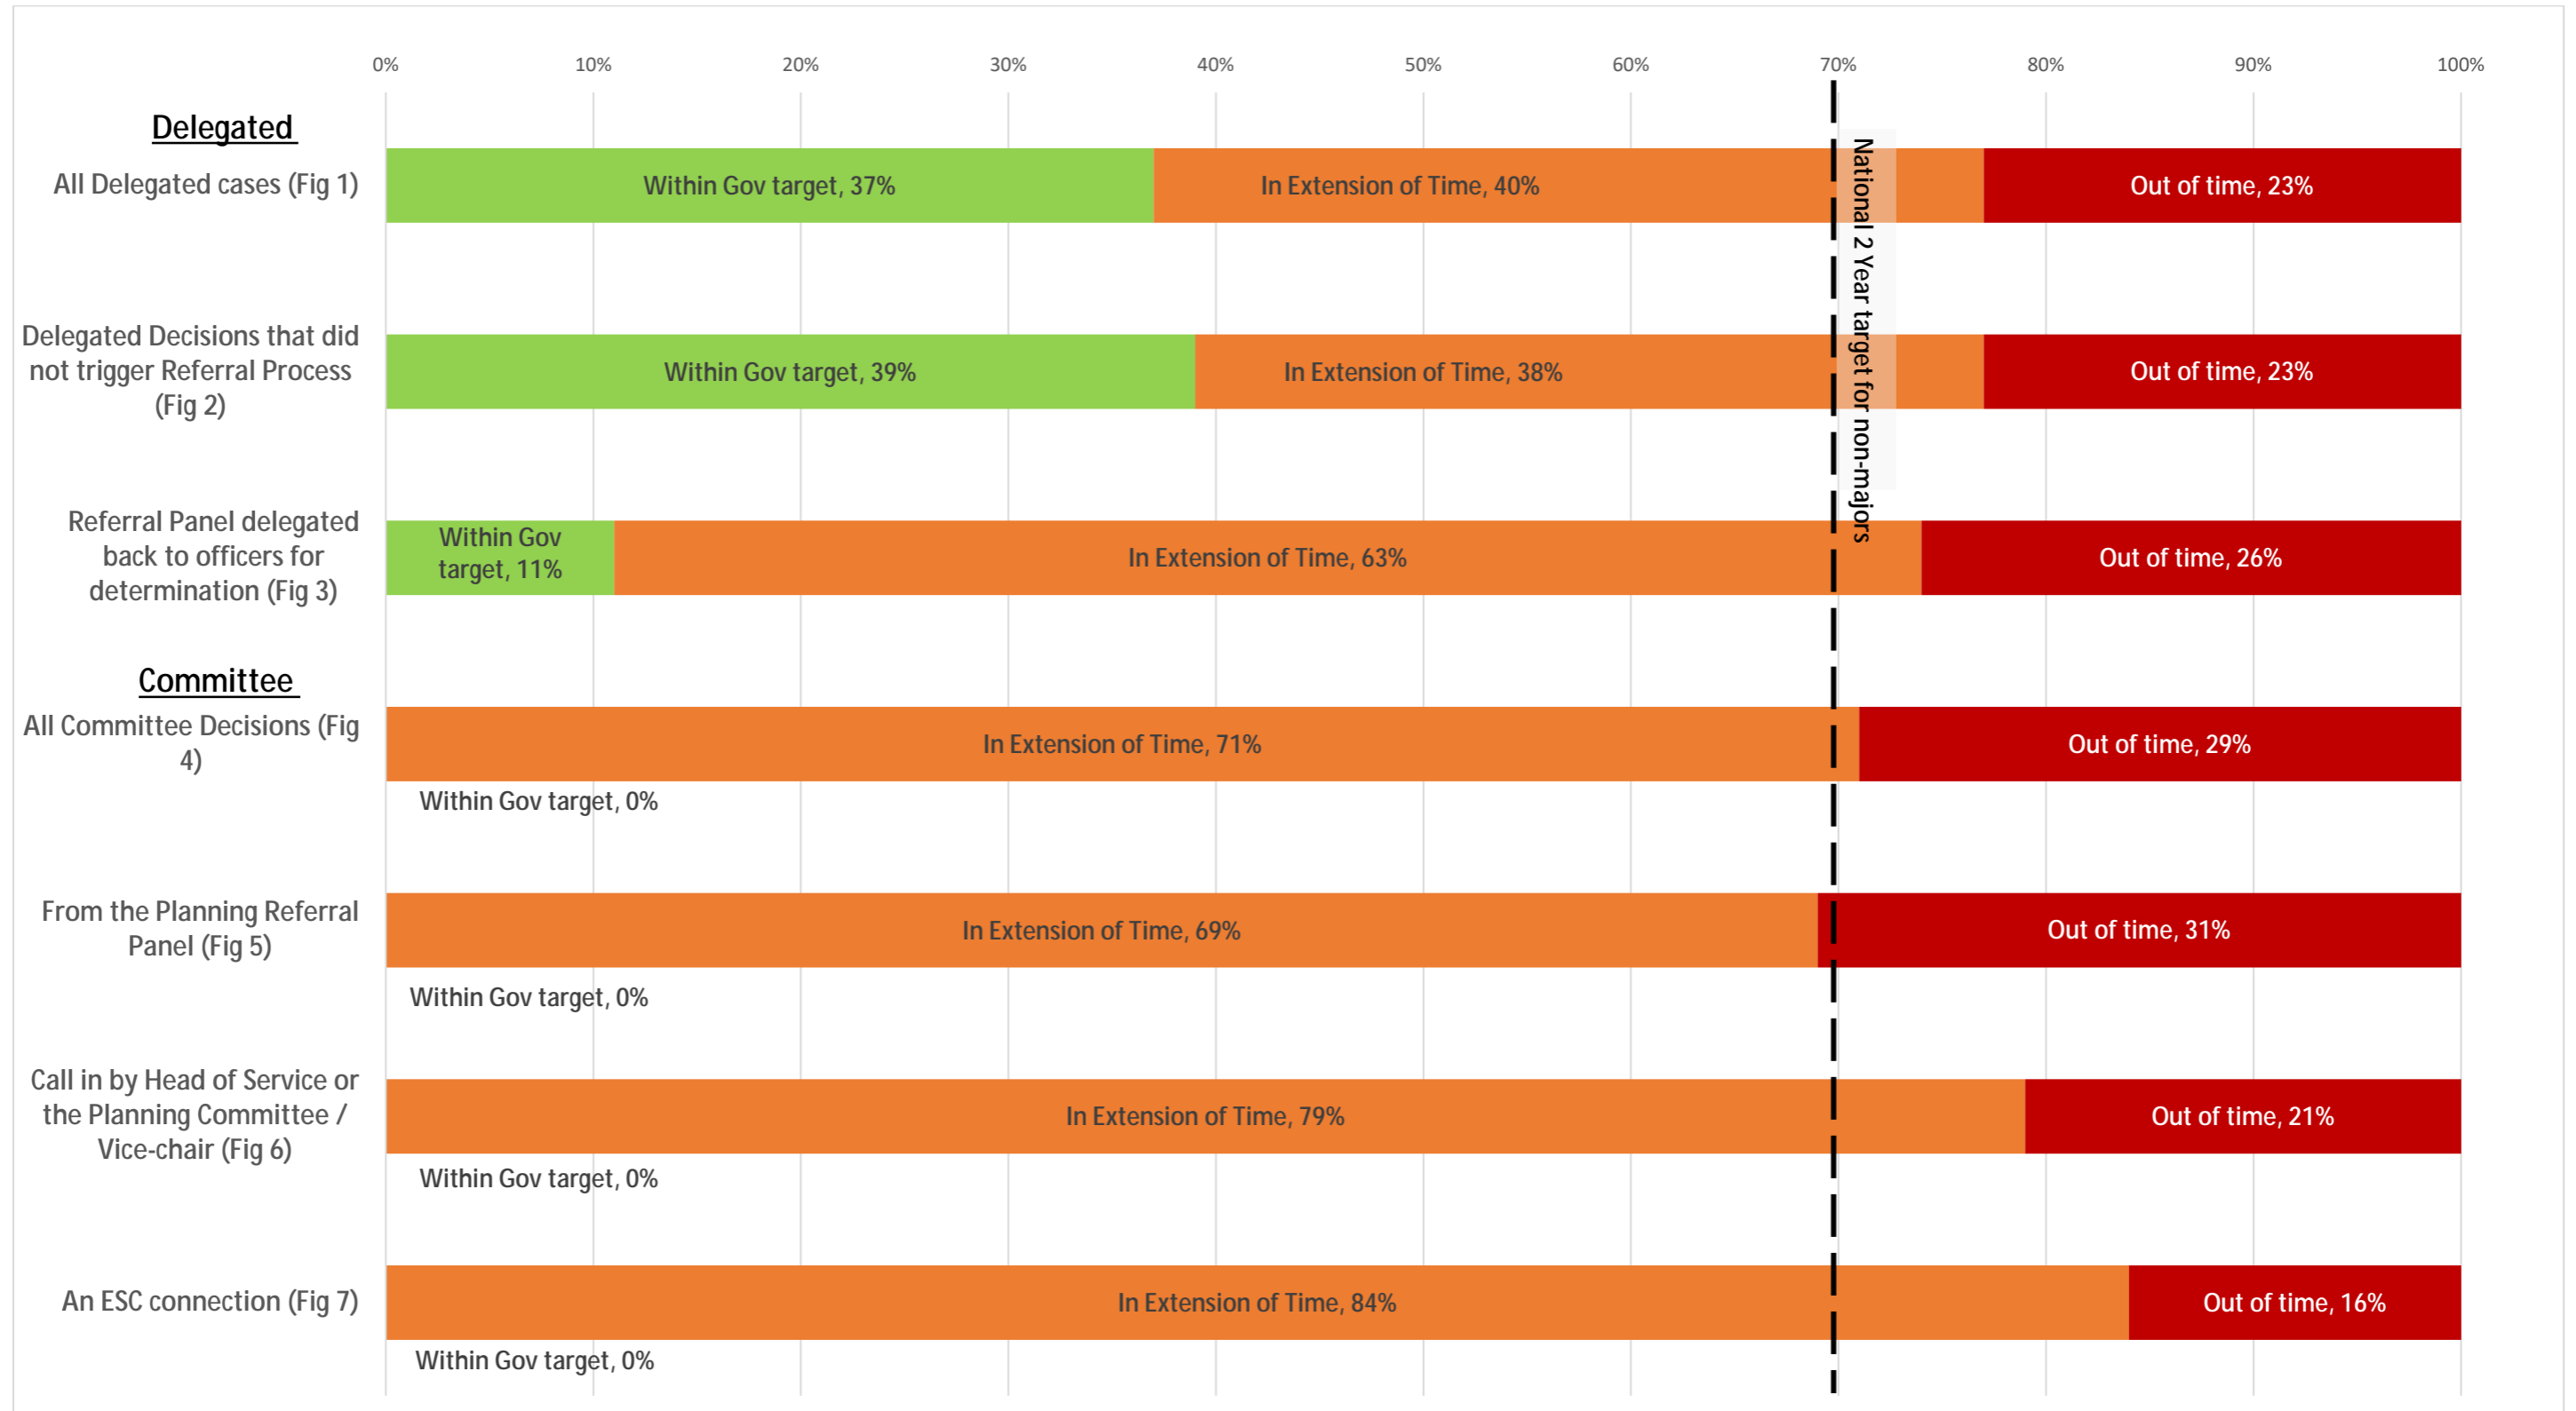 0% 10% 20% 30% 40% 50% 60% 70% 80% 90% 100%
National 2 Year target for non-majors
Delegated
All Delegated cases (Fig 1)
Within Gov target, 37% In Extension of Time, 40% Out of time, 23%
Delegated Decisions that did
not trigger Referral Process
(Fig 2)
Within Gov target, 39% In Extension of Time, 38% Out of time, 23%
Referral Panel delegated
back to officers for
determination (Fig 3)
Within Gov
target, 11%
In Extension of Time, 63% Out of time, 26%
Committee
All Committee Decisions (Fig
4)
In Extension of Time, 71% Out of time, 29%
Within Gov target, 0%
From the Planning Referral
Panel (Fig 5)
In Extension of Time, 69% Out of time, 31%
Within Gov target, 0%
Call in by Head of Service or
the Planning Committee /
Vice-chair (Fig 6)
In Extension of Time, 79% Out of time, 21%
Within Gov target, 0%
An ESC connection (Fig 7)
In Extension of Time, 84% Out of time, 16%
Within Gov target, 0%